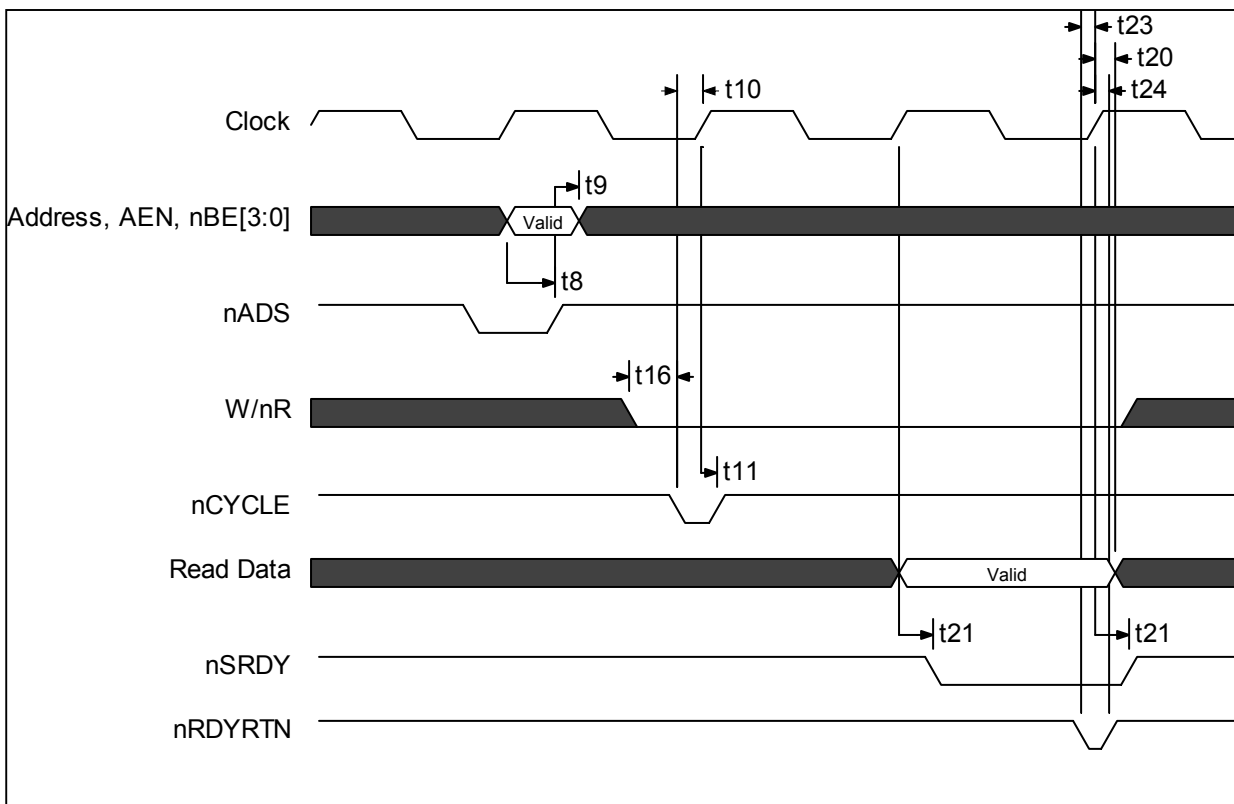 t23
t20
t10
t24
Clock
t9
Address, AEN, nBE[3:0]
Valid
t8
nADS
t16
W/nR
t11
nCYCLE
Read Data
Valid
t21
t21
nSRDY
nRDYRTN